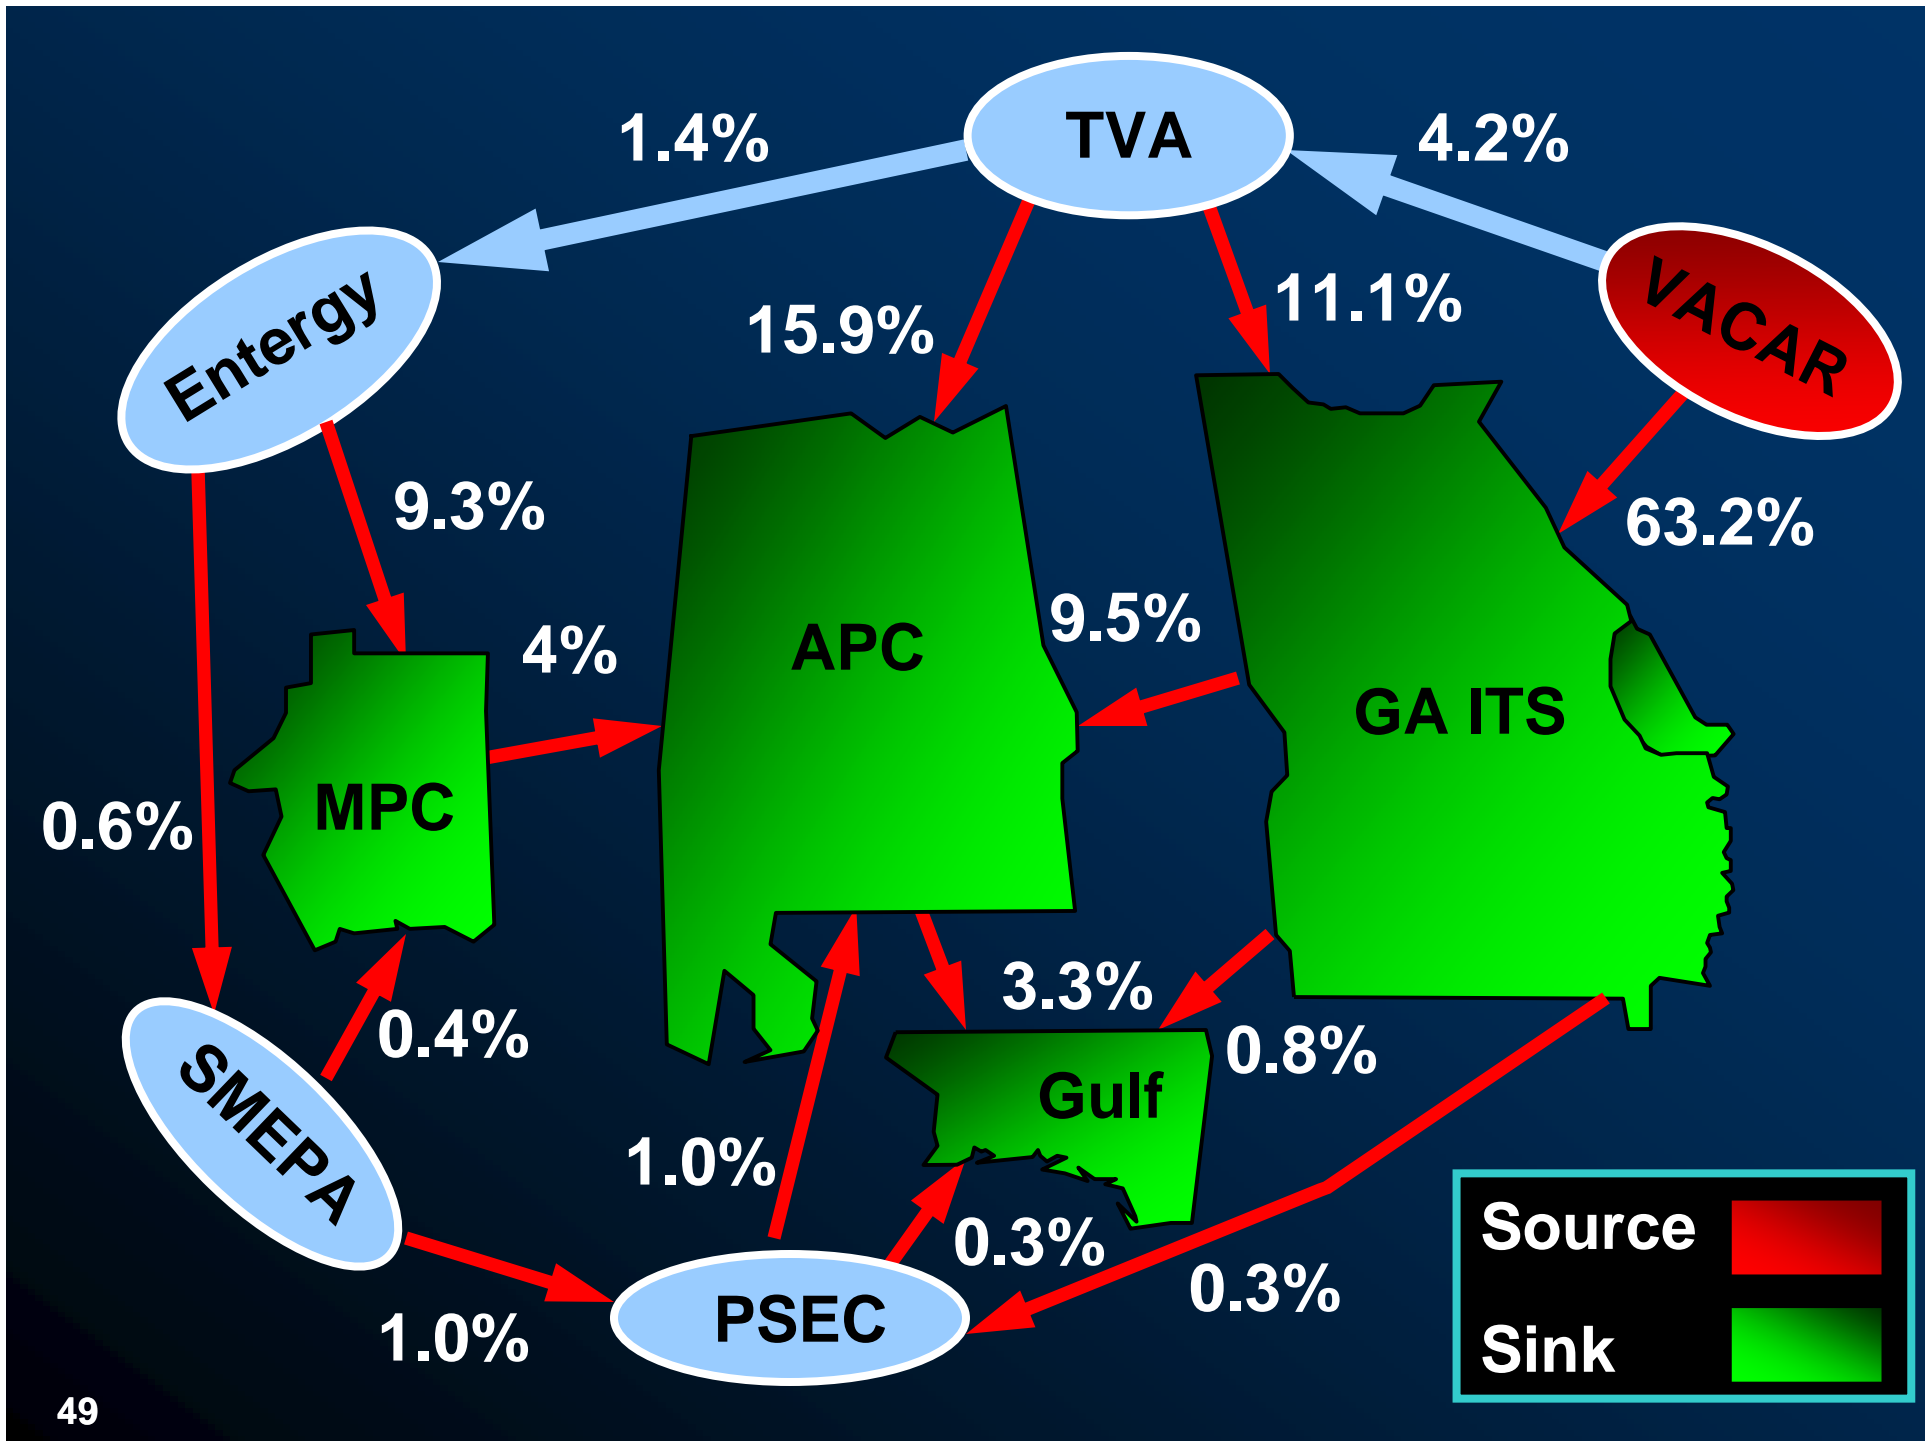 TVA
1.4%
4.2%
VACAR
Entergy
15.9%
11.1%
9.3%
63.2%
4%
APC
9.5%
GA ITS
MPC
0.6%
3.3%
0.4%
0.8%
SMEPA
Gulf
1.0%
0.3%
0.3%
1.0%
PSEC
Source
Sink
49